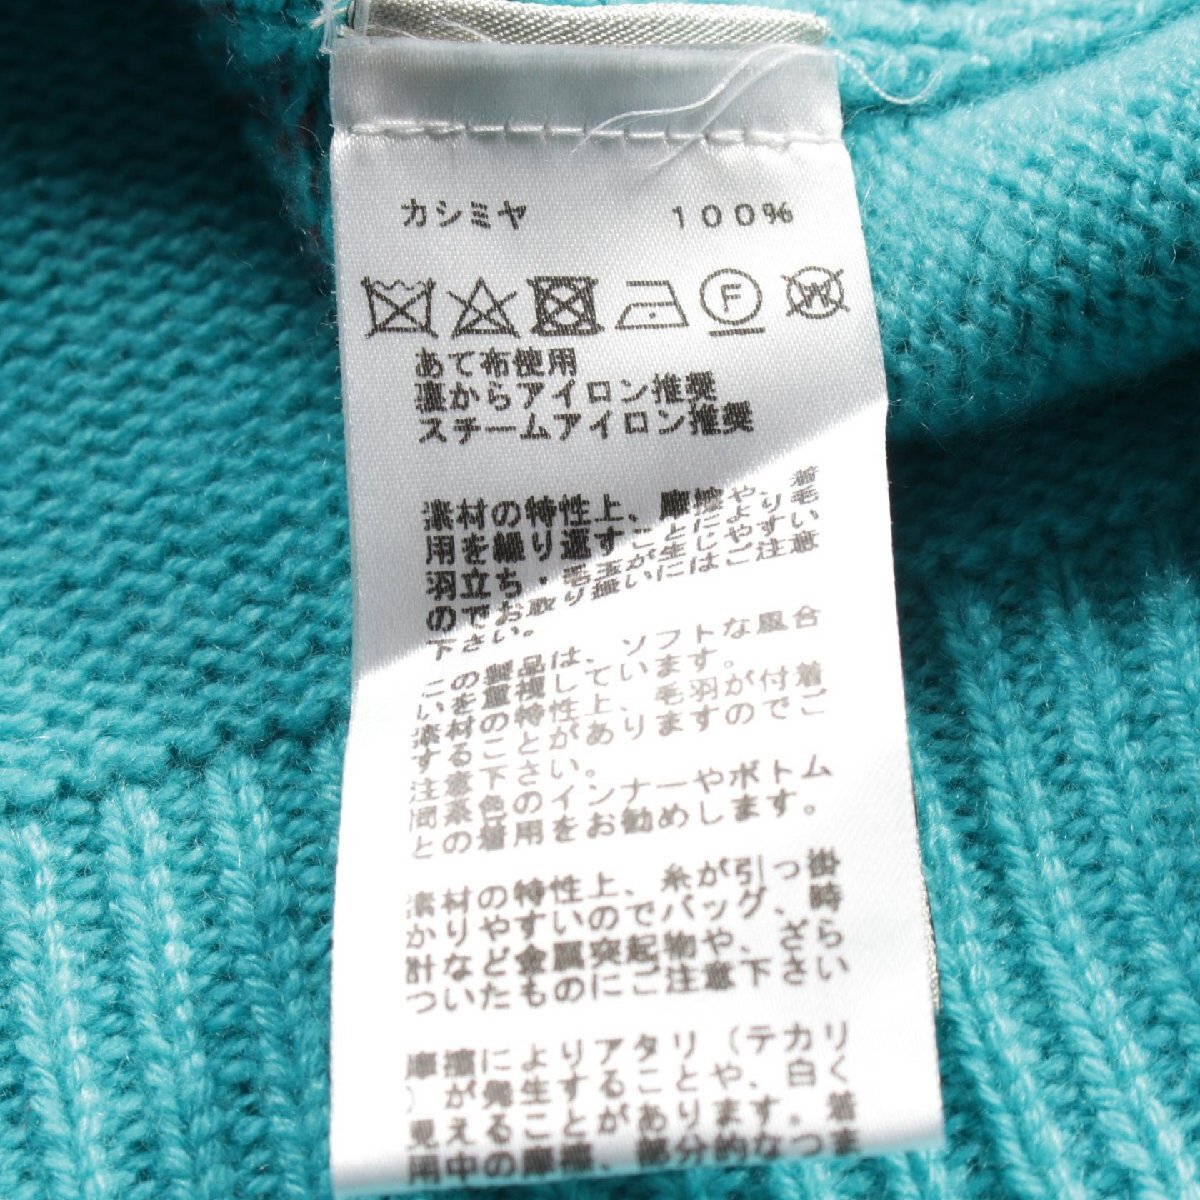 カシミヤ 100%
F W
あて布使用
裏からアイロン推奨
スチームアイロン推奨
素材の特性上、摩擦や、着
用を繰り返すことにより毛
羽立ち・毛玉が生じやすい
のでお取り扱いにはご注意
下さい。
この製品は、ソフトな風合
いを重視しています。
素材の特性上、毛羽が付着
することがありますのでご
注意下さい。
同系色のインナーやボトム
との着用をお勧めします。
素材の特性上、糸が引っ掛
かりやすいのでバッグ、時
計など金属突起物や、ざら
ついたものにご注意下さい
摩擦によりアタリ(テカリ
)が発生することや、白く
見えることがあります。着
用中の摩擦、部分的なつま